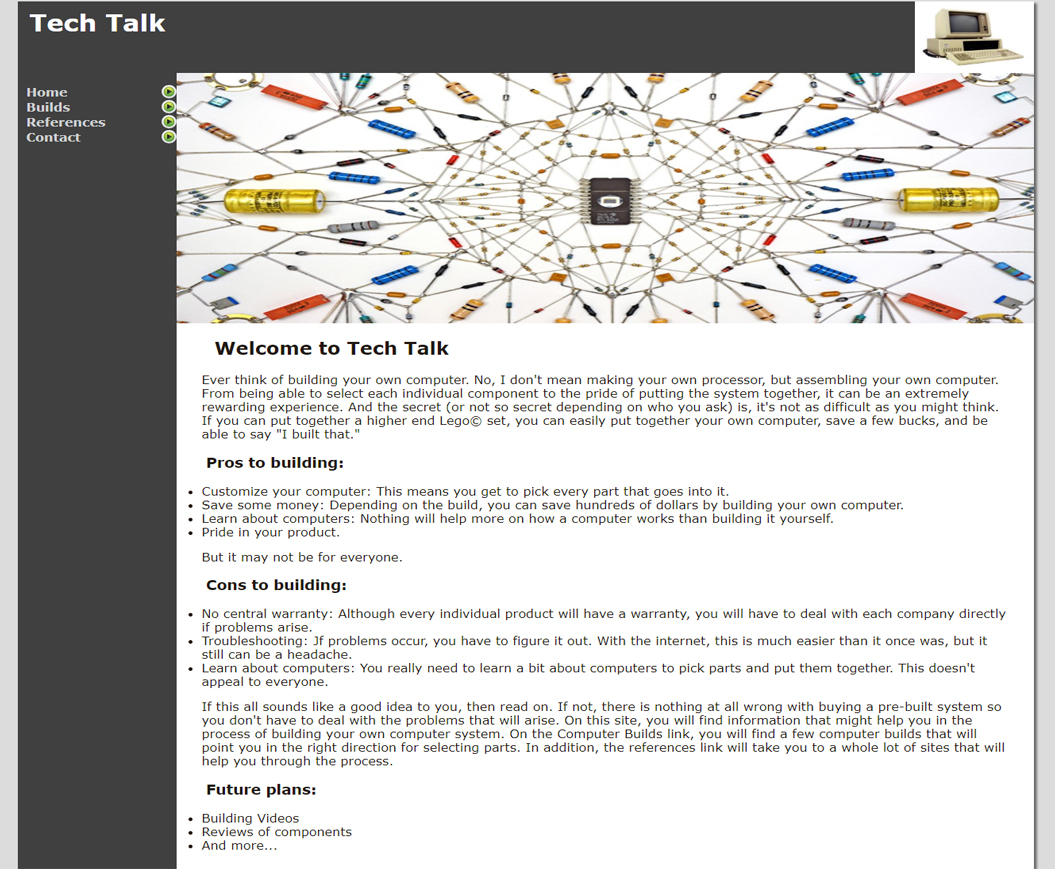 Tech Talk
Home
Builds
References
Contact
Welcome to Tech Talk
Ever think of building your own computer. No, I don't mean making your own processor, but assembling your own computer.
From being able to select each individual component to the pride of putting the system together, it can be an extremely
rewarding experience. And the secret (or not so secret depending on who you ask) is, it's not as difficult as you might think.
If you can put together a higher end Lego© set, you can easily put together your own computer, save a few bucks, and be
able to say "I built that."
Pros to building:
• Customize your computer: This means you get to pick every part that goes into it.
• Save some money: Depending on the build, you can save hundreds of dollars by building your own computer.
• Learn about computers: Nothing will help more on how a computer works than building it yourself.
• Pride in your product.
But it may not be for everyone.
Cons to building:
• No central warranty: Although every individual product will have a warranty, you will have to deal with each company directly
if problems arise.
• Troubleshooting: Jf problems occur, you have to figure it out. With the internet, this is much easier than it once was, but it
still can be a headache.
• Learn about computers: You really need to learn a bit about computers to pick parts and put them together. This doesn't
appeal to everyone.
If this all sounds like a good idea to you, then read on. If not, there is nothing at all wrong with buying a pre-built system so
you don't have to deal with the problems that will arise. On this site, you will find information that might help you in the
process of building your own computer system. On the Computer Builds link, you will find a few computer builds that will
point you in the right direction for selecting parts. In addition, the references link will take you to a whole lot of sites that will
help you through the process.
Future plans:
• Building Videos
• Reviews of components
• And more...